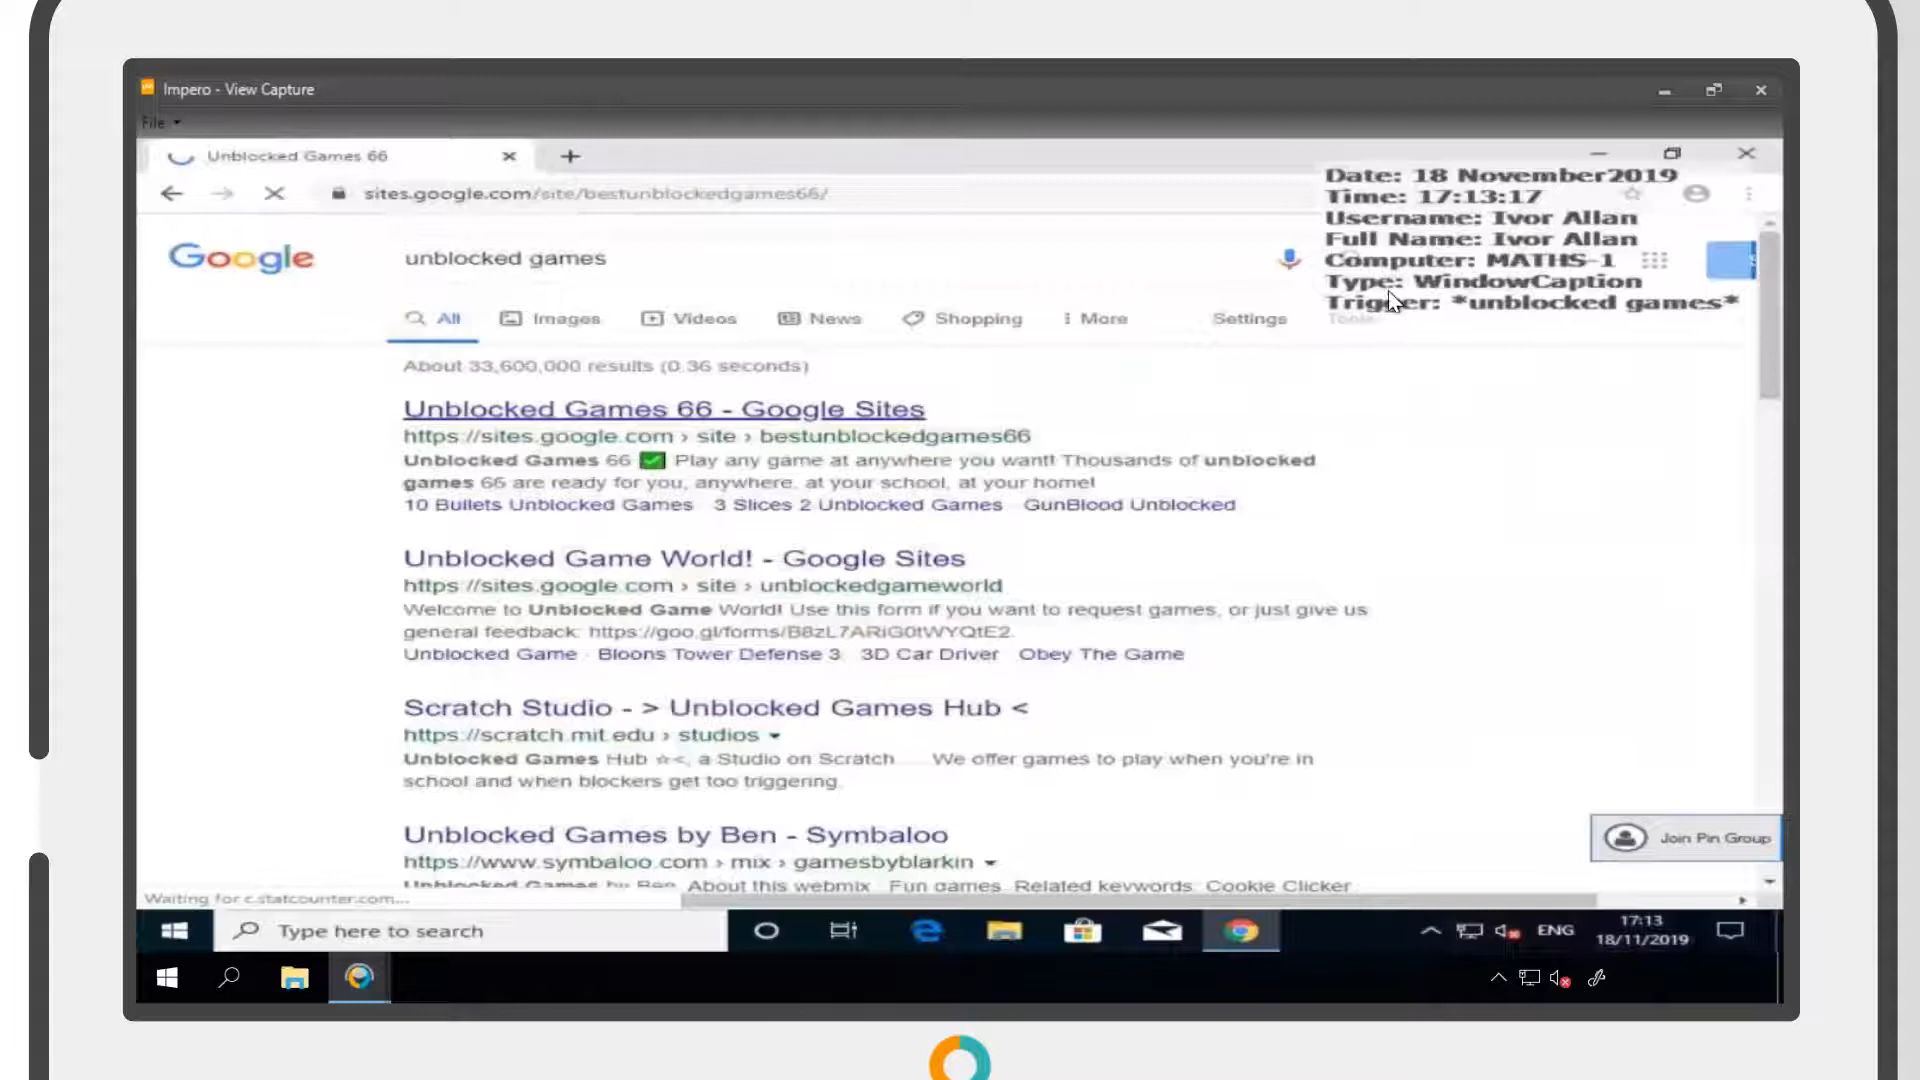 Impero - View Capture
File
Unblocked Games 66
sites.google.com/site/bestunblockedgames66/
Date: 18 November2019
Time: 17:13:17
Username: Ivor Allan
Full Name: Ivor Allan
Computer: MATHS-1
Type: WindowCaption
Trigger: *unblocked games*
Google
unblocked games
All Images Videos News Shopping More Settings Tools
About 33,600,000 results (0.36 seconds)
Unblocked Games 66 - Google Sites
https://sites.google.com › site › bestunblockedgames66
Unblocked Games 66 ✅ Play any game at anywhere you want! Thousands of unblocked
games 66 are ready for you, anywhere. at your school, at your home!
10 Bullets Unblocked Games · 3 Slices 2 Unblocked Games · GunBlood Unblocked
Unblocked Game World! - Google Sites
https://sites.google.com › site › unblockedgameworld
Welcome to Unblocked Game World! Use this form if you want to request games, or just give us
general feedback: https://goo.gl/forms/B8zL7ARiG0tWYQtE2.
Unblocked Game · Bloons Tower Defense 3 · 3D Car Driver · Obey The Game
Scratch Studio - > Unblocked Games Hub <
https://scratch.mit.edu › studios
Unblocked Games Hub ☆<, a Studio on Scratch ... We offer games to play when you're in
school and when blockers get too triggering.
Unblocked Games by Ben - Symbaloo
https://www.symbaloo.com › mix › gamesbyblarkin
Unblocked Games by Ben. About this webmix · Fun games. Related keywords. Cookie Clicker
Join Pin Group
Waiting for c.statcounter.com...
Type here to search
ENG
17:13
18/11/2019